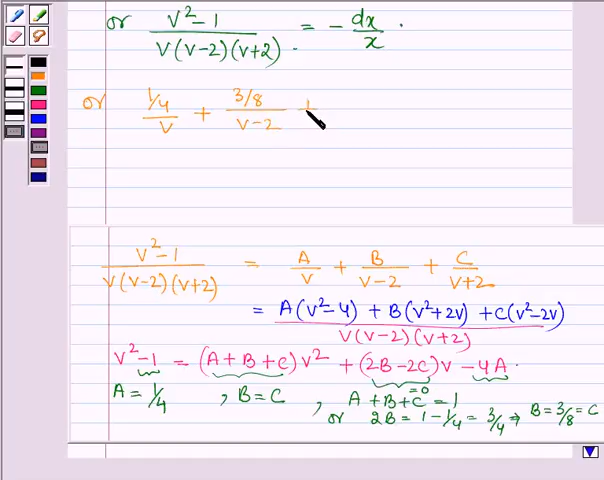 or (v²-1)/(v(v-2)(v+2)) = - dx/x .
or (1/4)/v + (3/8)/(v-2) +
(v²-1)/(v(v-2)(v+2)) = A/v + B/(v-2) + C/(v+2)
= (A(v²-4) + B(v²+2v) + C(v²-2v))/(v(v-2)(v+2))
v²-1 = (A+B+C)v² + (2B-2C)v - 4A .
=0
A = 1/4 , B = C , A+B+C = 1
or 2B = 1 - 1/4 = 3/4 ⇒ B = 3/8 = C